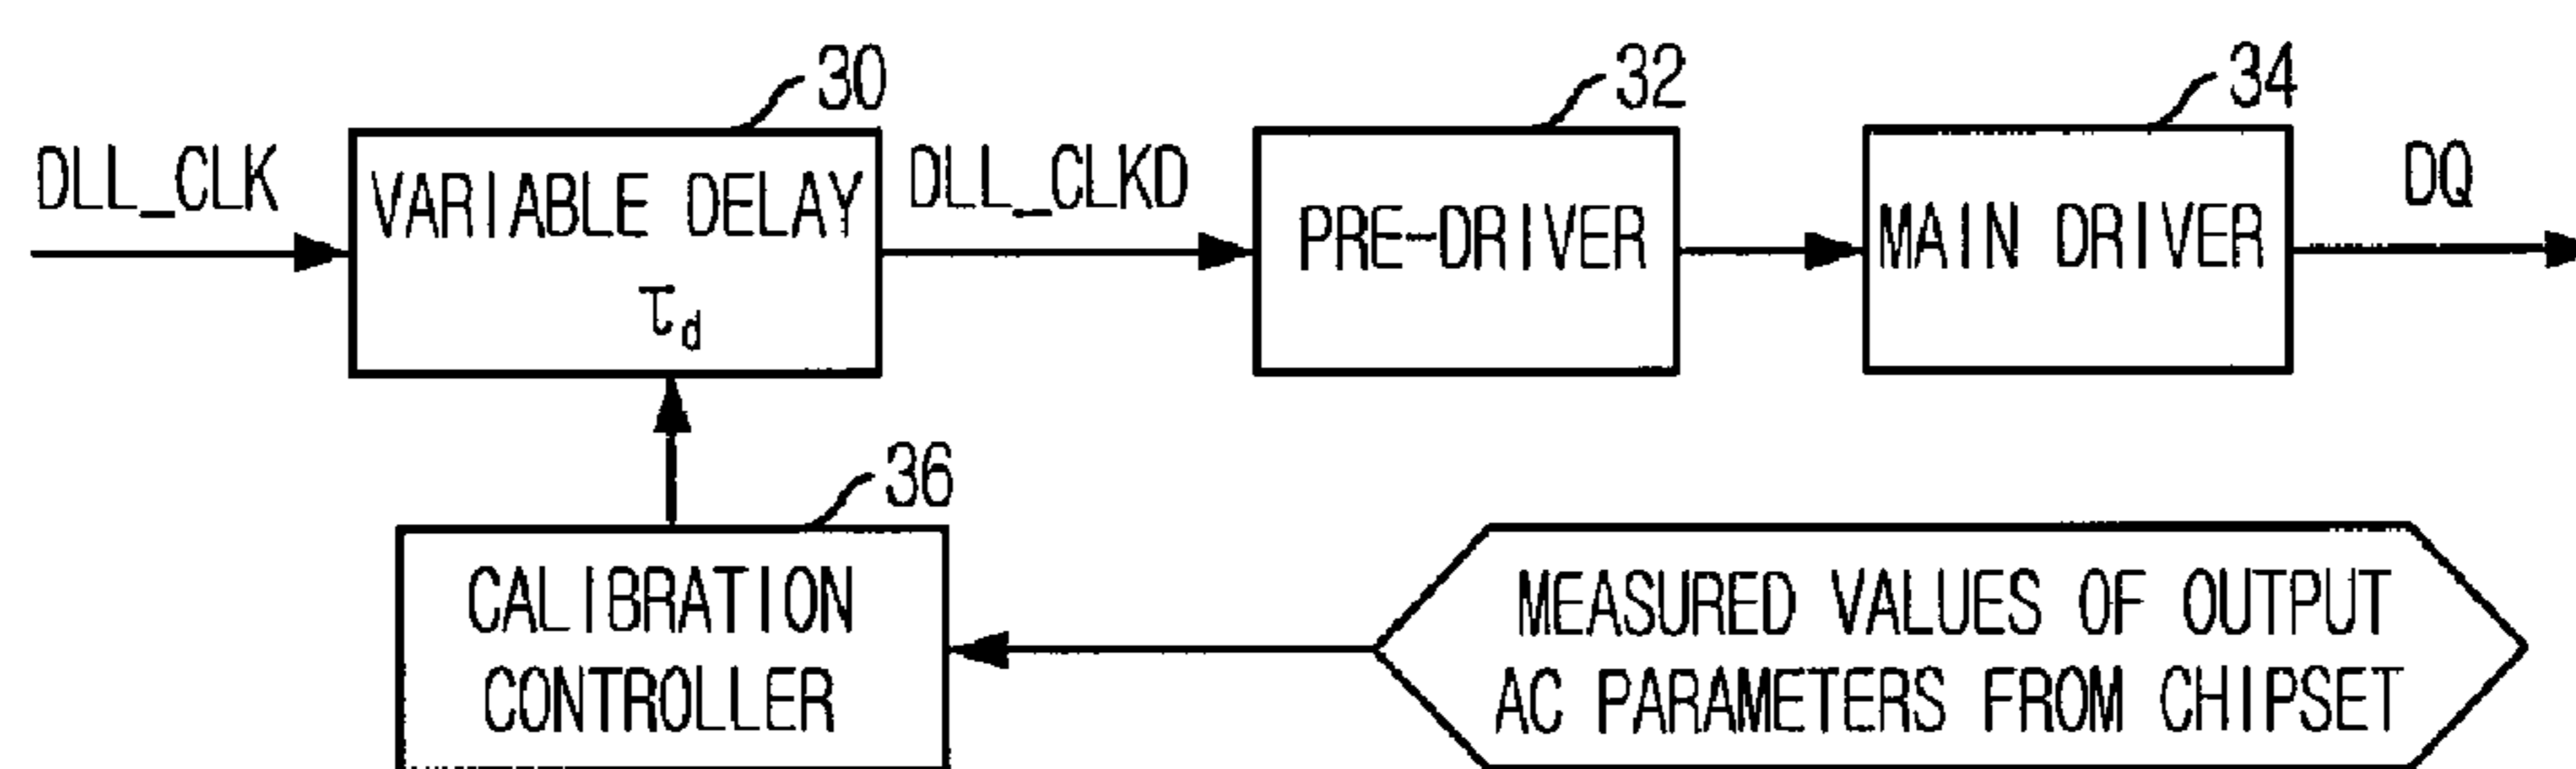 30
32
34
DLL_CLK
VARIABLE DELAY
τd
DLL_CLKD
PRE-DRIVER
MAIN DRIVER
DQ
36
CALIBRATION
CONTROLLER
MEASURED VALUES OF OUTPUT
AC PARAMETERS FROM CHIPSET